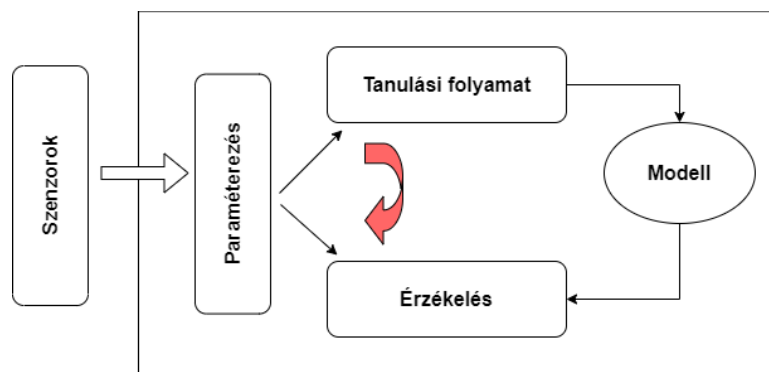 Szenzorok
Paraméterezés
Tanulási folyamat
Modell
Érzékelés